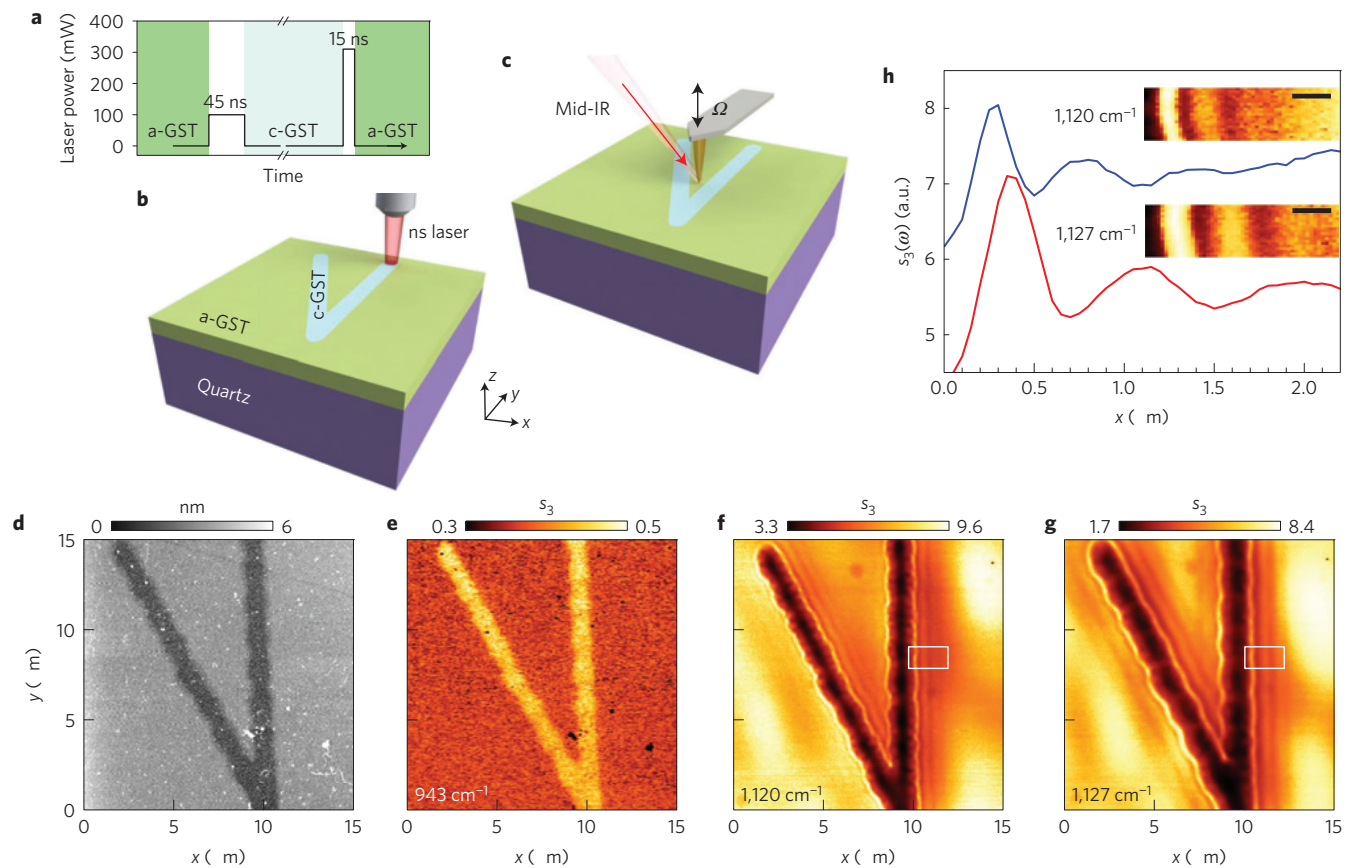 a
Laser power (mW)
400
300
200
100
0
15 ns
45 ns
a-GST
c-GST
a-GST
Time
b
ns laser
c-GST
a-GST
Quartz
z
y
x
c
Mid-IR
Ω
h
s₃(ω) (a.u.)
8
7
6
5
1,120 cm⁻¹
1,127 cm⁻¹
0.0 0.5 1.0 1.5 2.0
x ( m)
d
nm
0 6
15
10
5
0
y ( m)
0 5 10 15
x ( m)
e
s₃
0.3 0.5
943 cm⁻¹
0 5 10 15
x ( m)
f
s₃
3.3 9.6
1,120 cm⁻¹
0 5 10 15
x ( m)
g
s₃
1.7 8.4
1,127 cm⁻¹
0 5 10 15
x ( m)